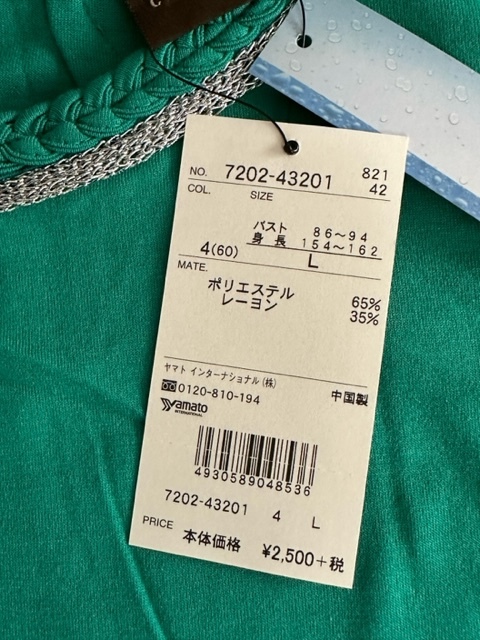 NO. 7202-43201 821
COL. SIZE 42
バスト 86~94
身長 154~162
4(60) L
MATE.
ポリエステル 65%
レーヨン 35%
ヤマト インターナショナル(株)
0120-810-194 中国製
yamato
INTERNATIONAL
4930589048536
7202-43201 4 L
PRICE 本体価格 ¥2,500+税